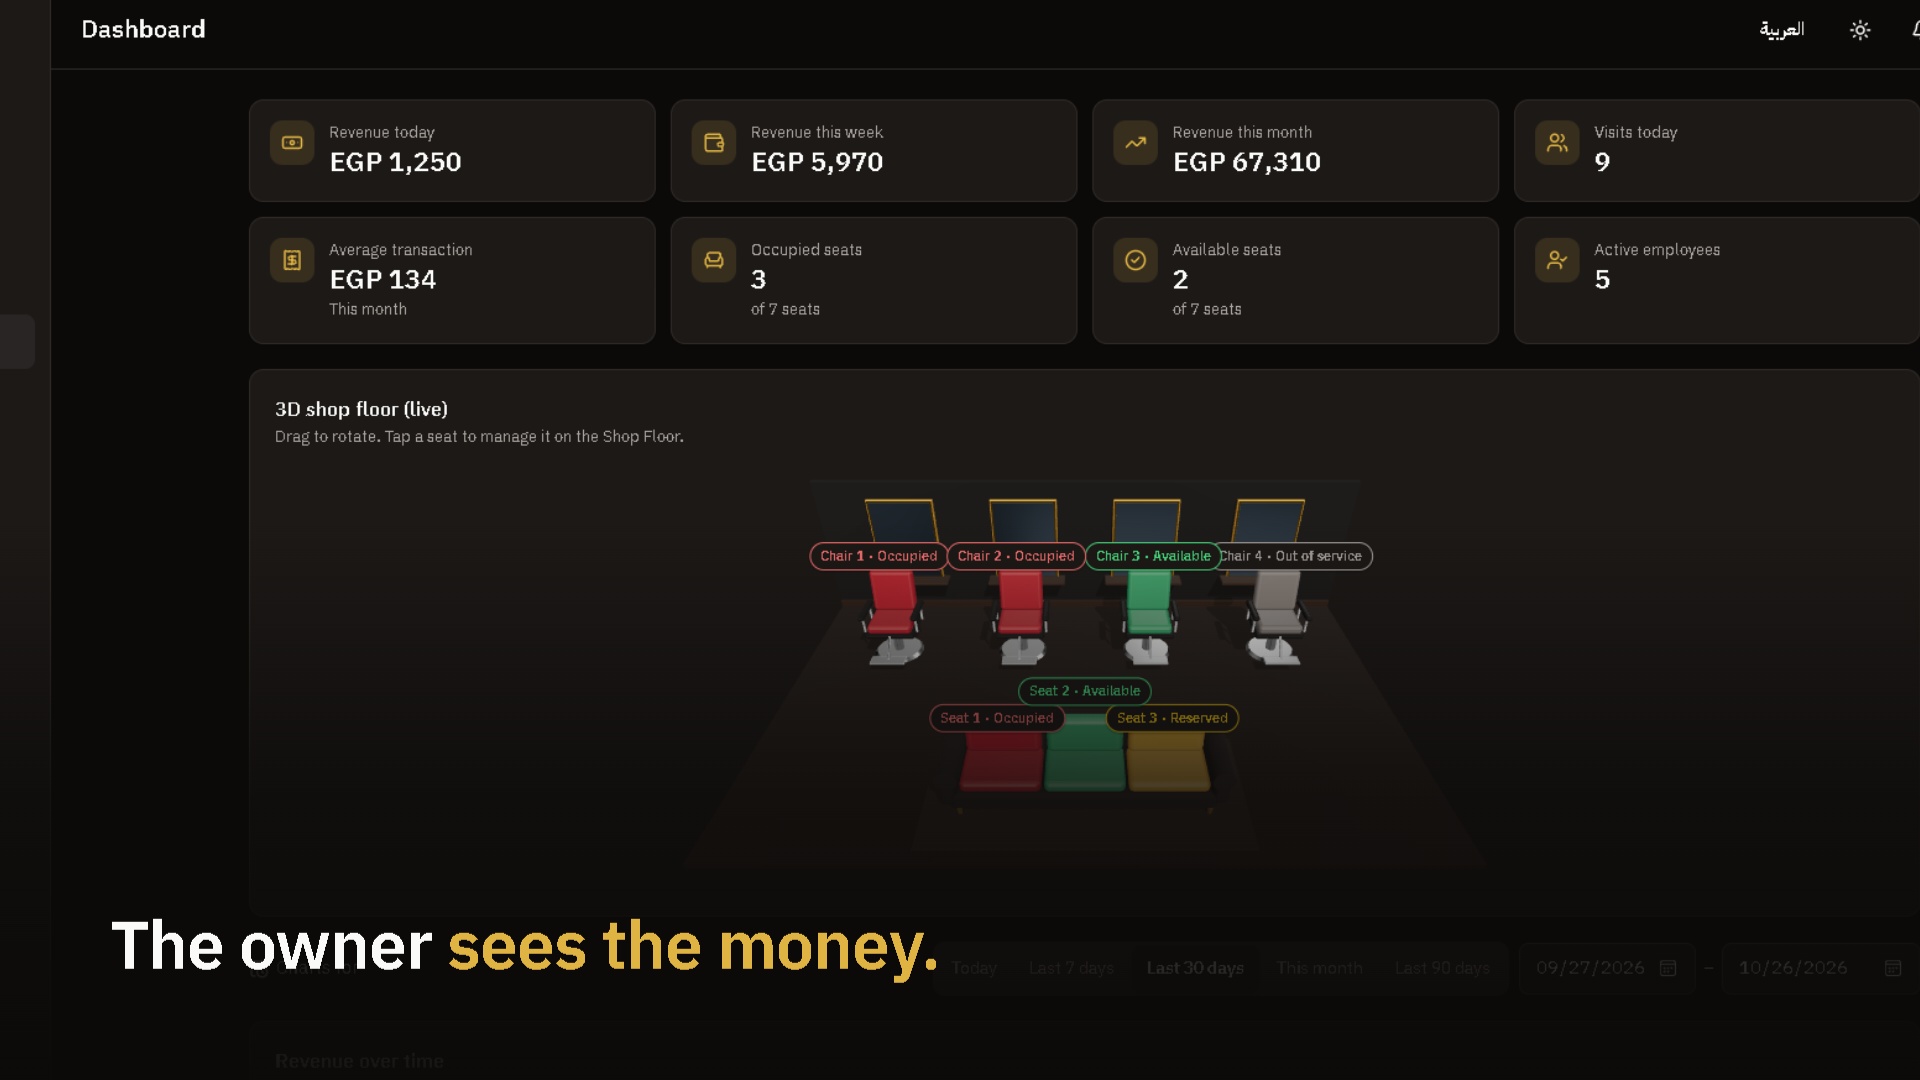 Dashboard
العربية
Revenue today
EGP 1,250
Revenue this week
EGP 5,970
Revenue this month
EGP 67,310
Visits today
9
Average transaction
EGP 134
This month
Occupied seats
3
of 7 seats
Available seats
2
of 7 seats
Active employees
5
3D shop floor (live)
Drag to rotate. Tap a seat to manage it on the Shop Floor.
Chair 1 • Occupied
Chair 2 • Occupied
Chair 3 • Available
Chair 4 • Out of service
Seat 2 • Available
Seat 1 • Occupied
Seat 3 • Reserved
The owner sees the money.
Today
Last 7 days
Last 30 days
This month
Last 90 days
09/27/2026 – 10/26/2026
Revenue over time